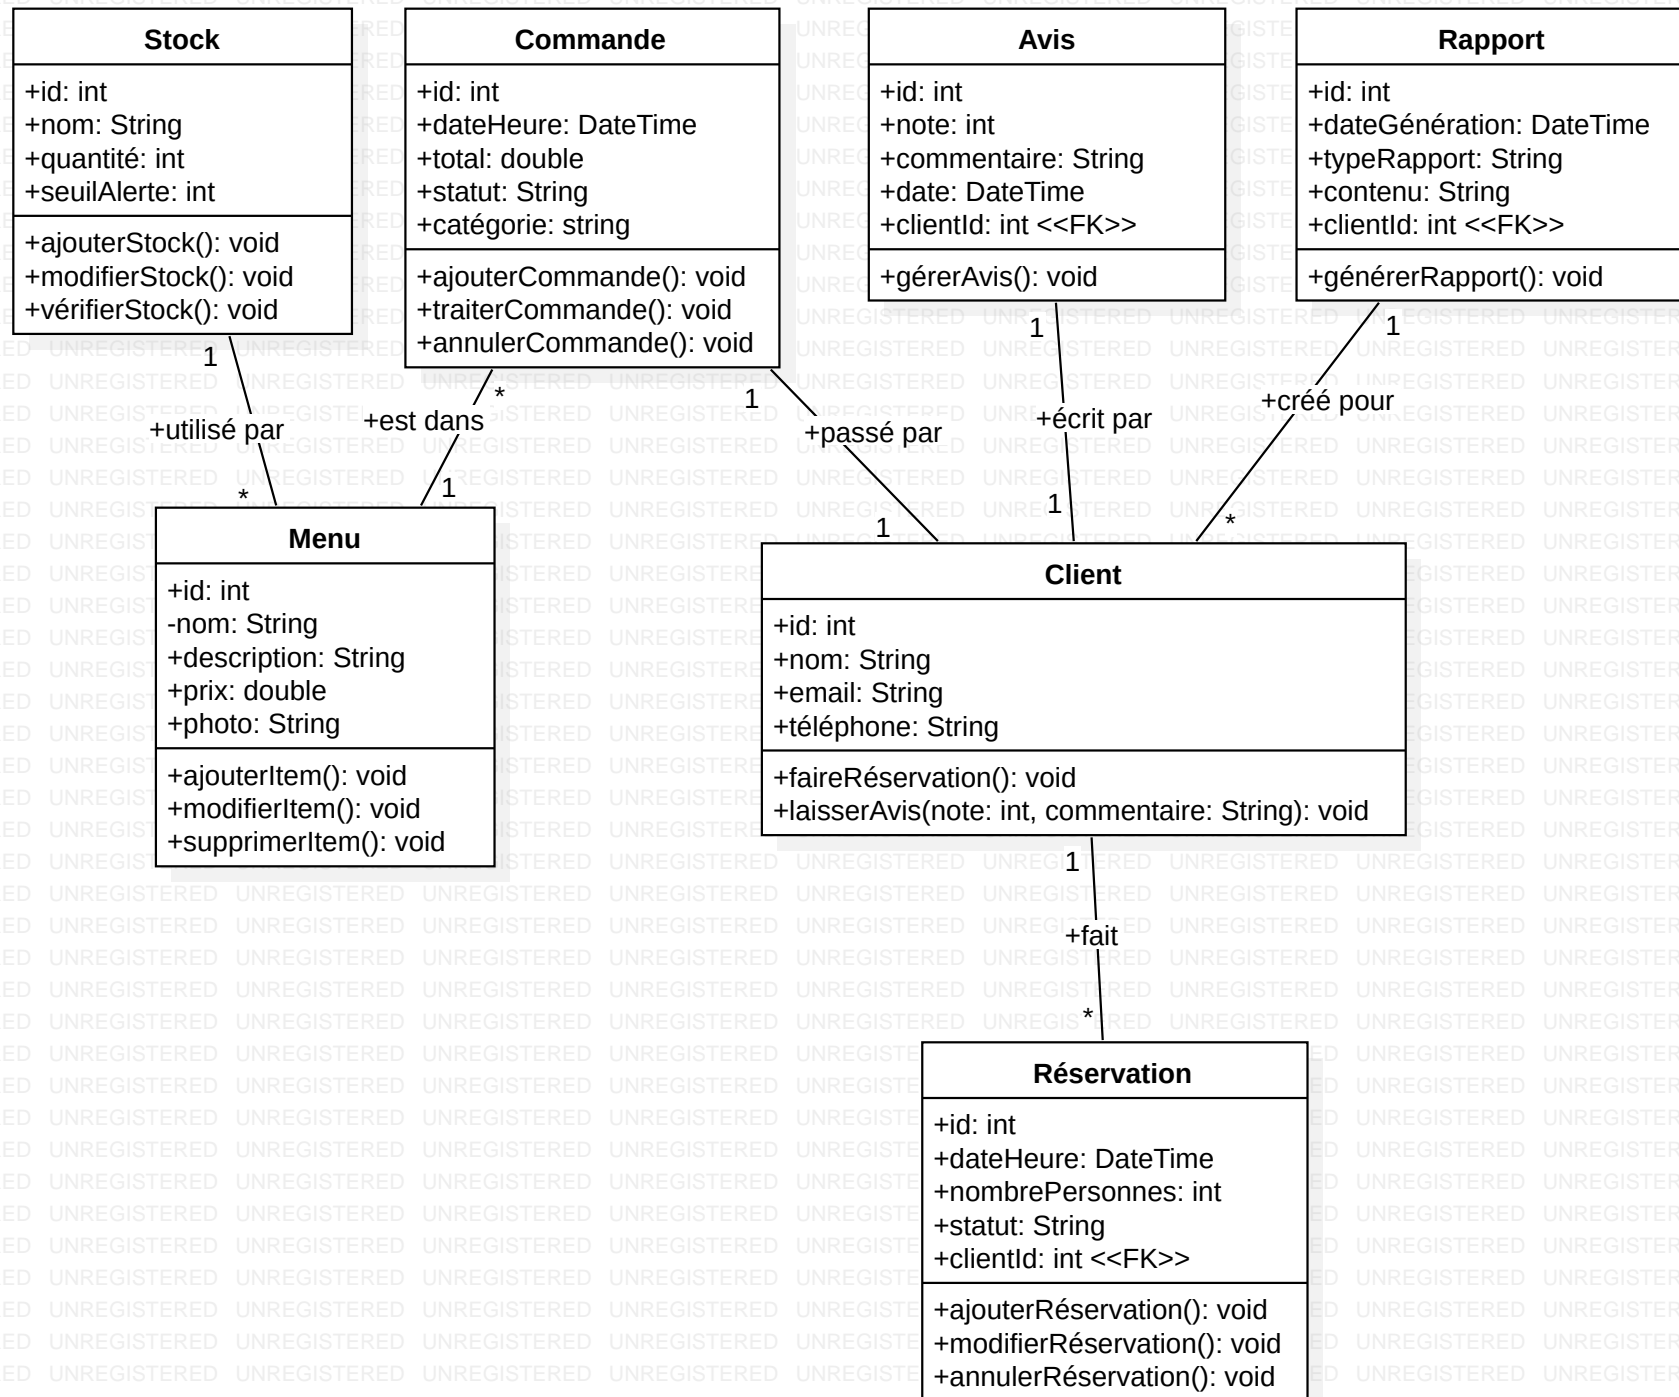 Stock
+id: int
+nom: String
+quantité: int
+seuilAlerte: int
+ajouterStock(): void
+modifierStock(): void
+vérifierStock(): void
Commande
+id: int
+dateHeure: DateTime
+total: double
+statut: String
+catégorie: string
+ajouterCommande(): void
+traiterCommande(): void
+annulerCommande(): void
Avis
+id: int
+note: int
+commentaire: String
+date: DateTime
+clientId: int <<FK>>
+gérerAvis(): void
Rapport
+id: int
+dateGénération: DateTime
+typeRapport: String
+contenu: String
+clientId: int <<FK>>
+générerRapport(): void
1
+utilisé par
*
*
+est dans
1
1
+passé par
1
1
+écrit par
1
1
+créé pour
*
Menu
+id: int
-nom: String
+description: String
+prix: double
+photo: String
+ajouterItem(): void
+modifierItem(): void
+supprimerItem(): void
Client
+id: int
+nom: String
+email: String
+téléphone: String
+faireRéservation(): void
+laisserAvis(note: int, commentaire: String): void
1
+fait
*
Réservation
+id: int
+dateHeure: DateTime
+nombrePersonnes: int
+statut: String
+clientId: int <<FK>>
+ajouterRéservation(): void
+modifierRéservation(): void
+annulerRéservation(): void
UNREGISTERED